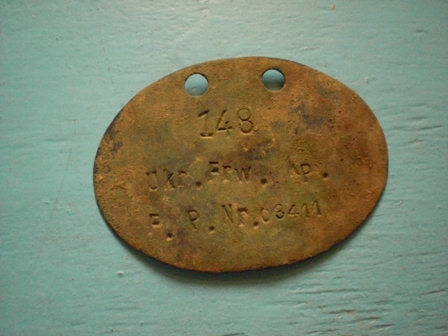 148
Ukr. Frw. Kp.
F. P. Nr. 03411